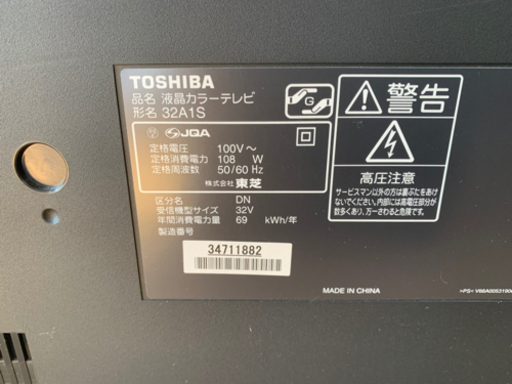 TOSHIBA
品名 液晶カラーテレビ
形名 32A1S
JQA
定格電圧 : 100V～
定格消費電力 : 108 W
定格周波数 : 50/60 Hz
株式会社 東芝
区分名 : DN
受信機型サイズ : 32V
年間消費電力量 : 69 kWh/年
製造番号
34711882
G
警告
高圧注意
サービスマン以外の方は裏ぶたをあけ
ないでください。内部には高電圧部分が
数多くあり、万一さわると危険です。
MADE IN CHINA
>PS<